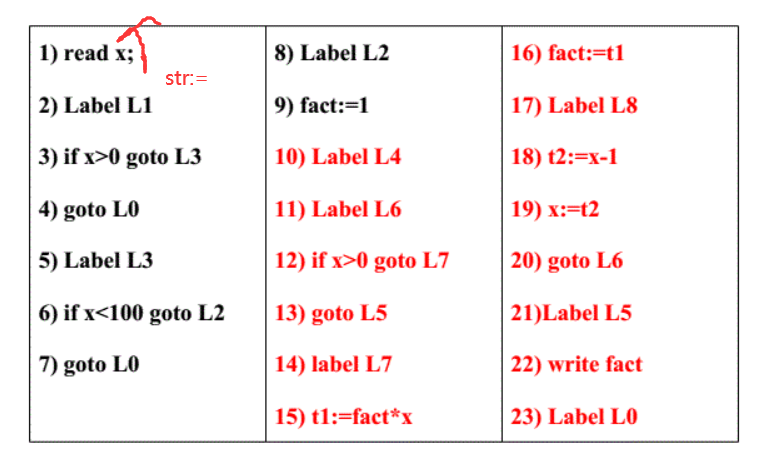 1) read x;
str:=
2) Label L1
3) if x>0 goto L3
4) goto L0
5) Label L3
6) if x<100 goto L2
7) goto L0
8) Label L2
9) fact:=1
10) Label L4
11) Label L6
12) if x>0 goto L7
13) goto L5
14) label L7
15) t1:=fact*x
16) fact:=t1
17) Label L8
18) t2:=x-1
19) x:=t2
20) goto L6
21)Label L5
22) write fact
23) Label L0